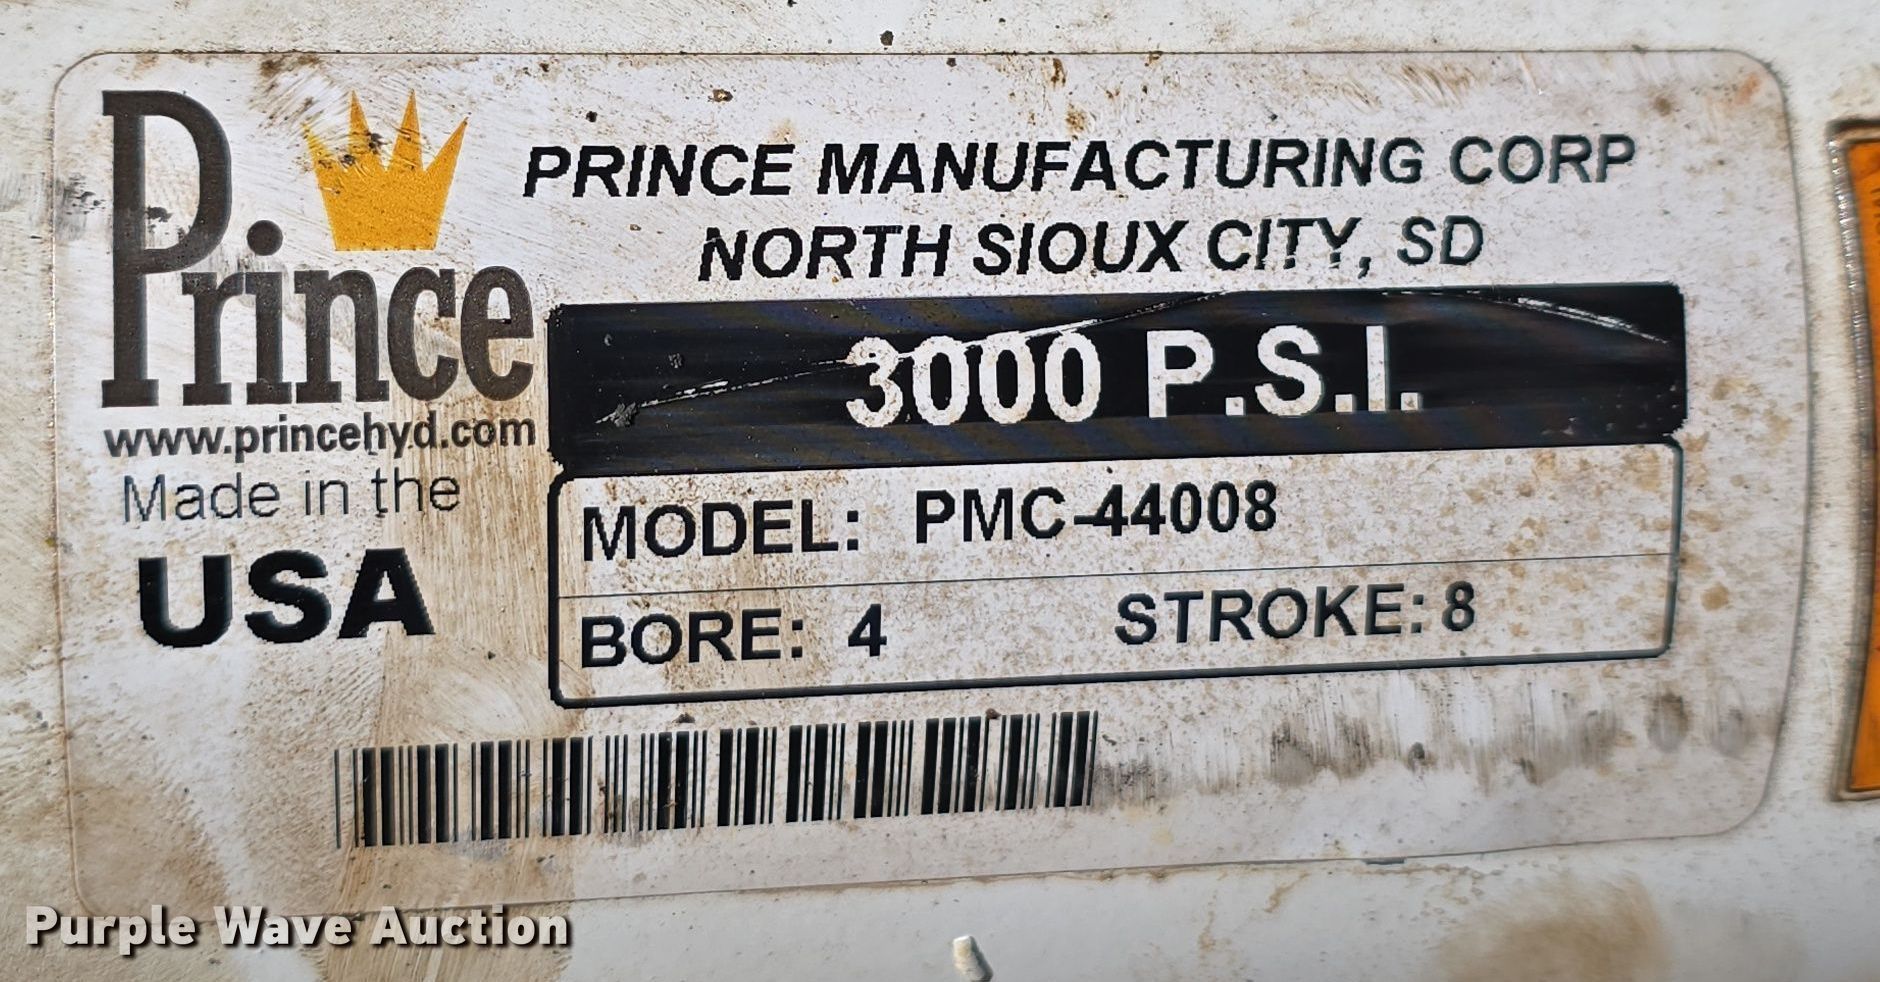 Prince
www.princehyd.com
Made in the
USA
PRINCE MANUFACTURING CORP
NORTH SIOUX CITY, SD
3000 P.S.I.
MODEL: PMC-44008
BORE: 4 STROKE: 8
Purple Wave Auction